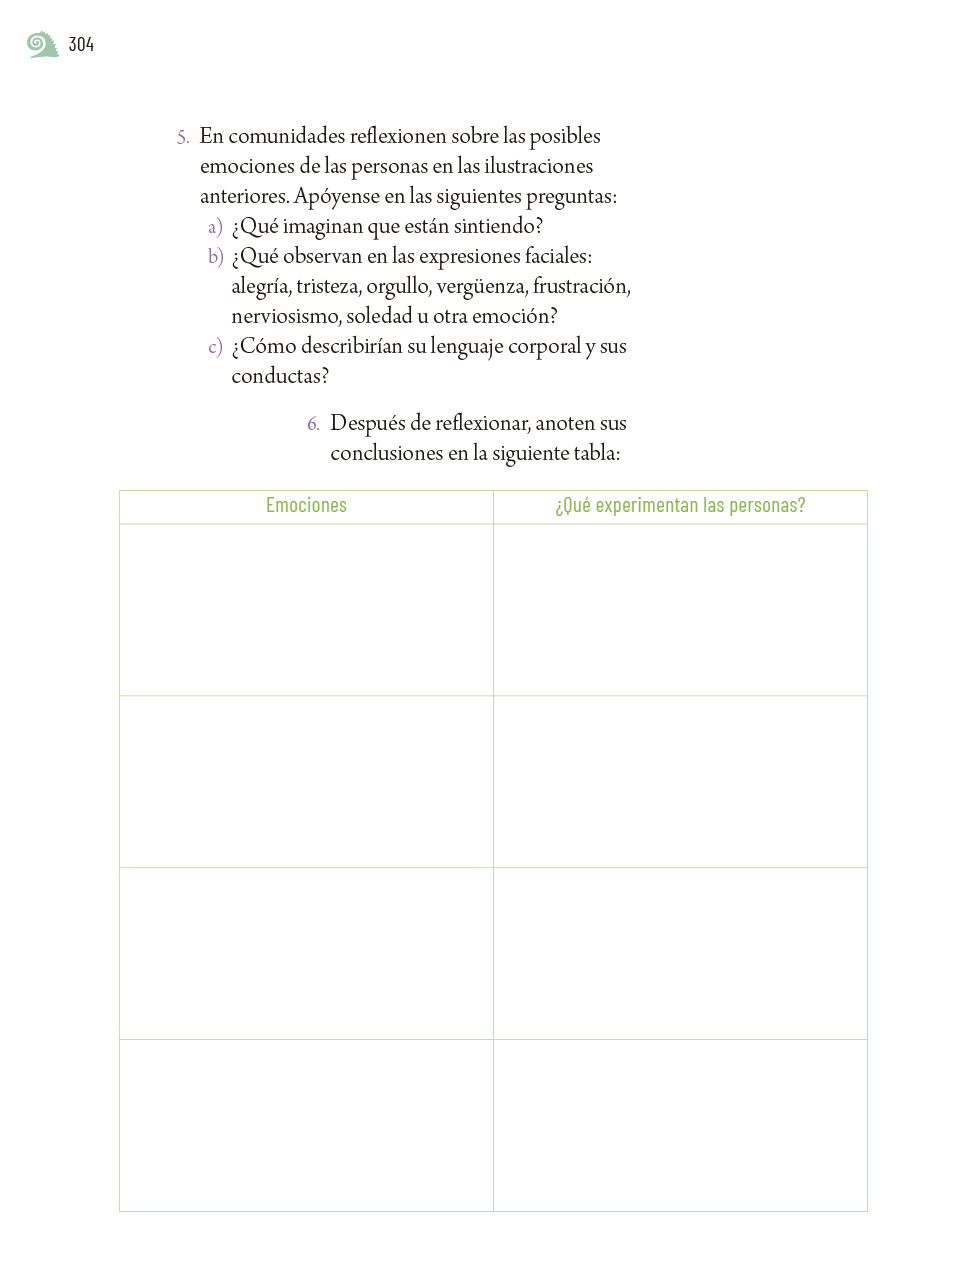 304
5. En comunidades reflexionen sobre las posibles
emociones de las personas en las ilustraciones
anteriores. Apóyense en las siguientes preguntas:
a) ¿Qué imaginan que están sintiendo?
b) ¿Qué observan en las expresiones faciales:
alegría, tristeza, orgullo, vergüenza, frustración,
nerviosismo, soledad u otra emoción?
c) ¿Cómo describirían su lenguaje corporal y sus
conductas?
6. Después de reflexionar, anoten sus
conclusiones en la siguiente tabla:
Emociones
¿Qué experimentan las personas?